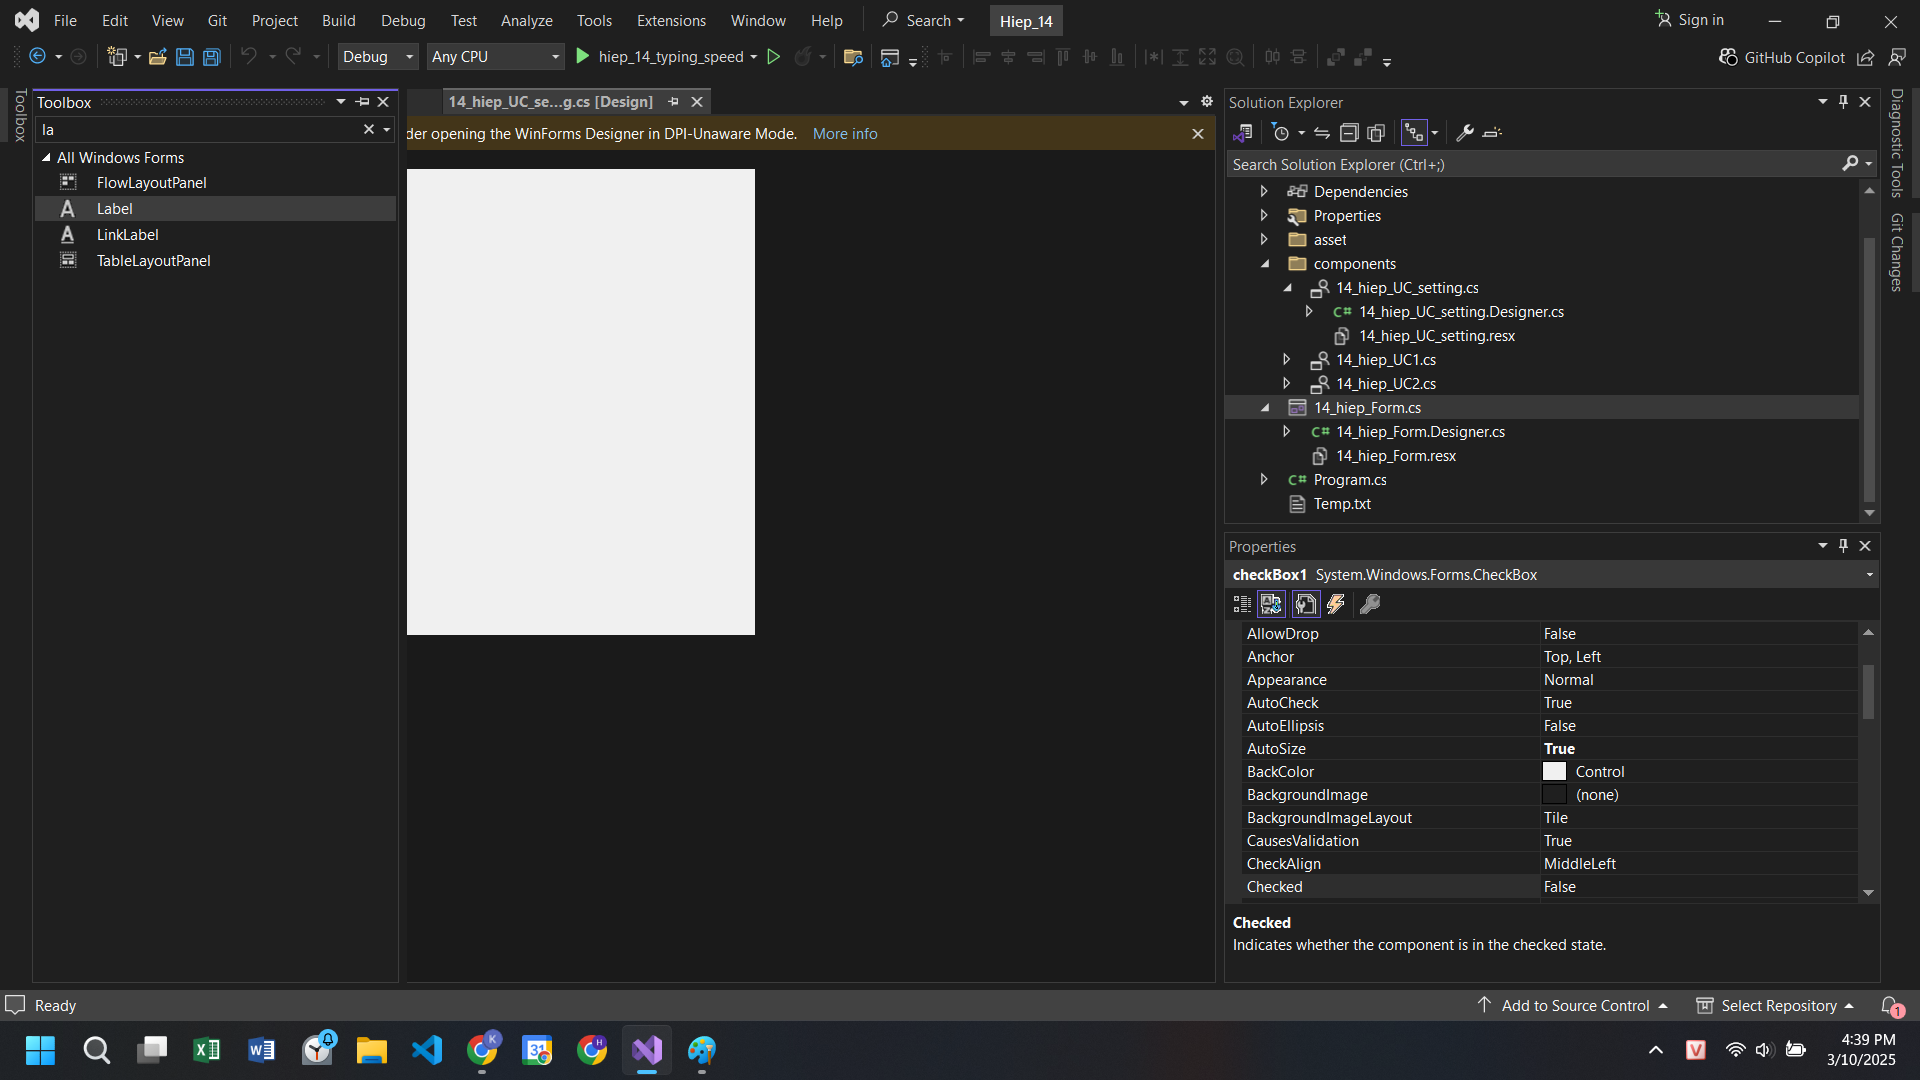 File Edit View Git Project Build Debug Test Analyze Tools Extensions Window Help Search Hiep_14 Sign in
Debug Any CPU hiep_14_typing_speed GitHub Copilot
Toolbox
Toolbox
la
All Windows Forms
FlowLayoutPanel
Label
LinkLabel
TableLayoutPanel
14_hiep_UC_se...g.cs [Design]
der opening the WinForms Designer in DPI-Unaware Mode. More info
Solution Explorer
Search Solution Explorer (Ctrl+;)
Dependencies
Properties
asset
components
14_hiep_UC_setting.cs
C# 14_hiep_UC_setting.Designer.cs
14_hiep_UC_setting.resx
14_hiep_UC1.cs
14_hiep_UC2.cs
14_hiep_Form.cs
C# 14_hiep_Form.Designer.cs
14_hiep_Form.resx
C# Program.cs
Temp.txt
Diagnostic Tools
Git Changes
Properties
checkBox1 System.Windows.Forms.CheckBox
AllowDrop False
Anchor Top, Left
Appearance Normal
AutoCheck True
AutoEllipsis False
AutoSize True
BackColor Control
BackgroundImage (none)
BackgroundImageLayout Tile
CausesValidation True
CheckAlign MiddleLeft
Checked False
Checked
Indicates whether the component is in the checked state.
Ready Add to Source Control Select Repository 1
K 31 H V
4:39 PM
3/10/2025